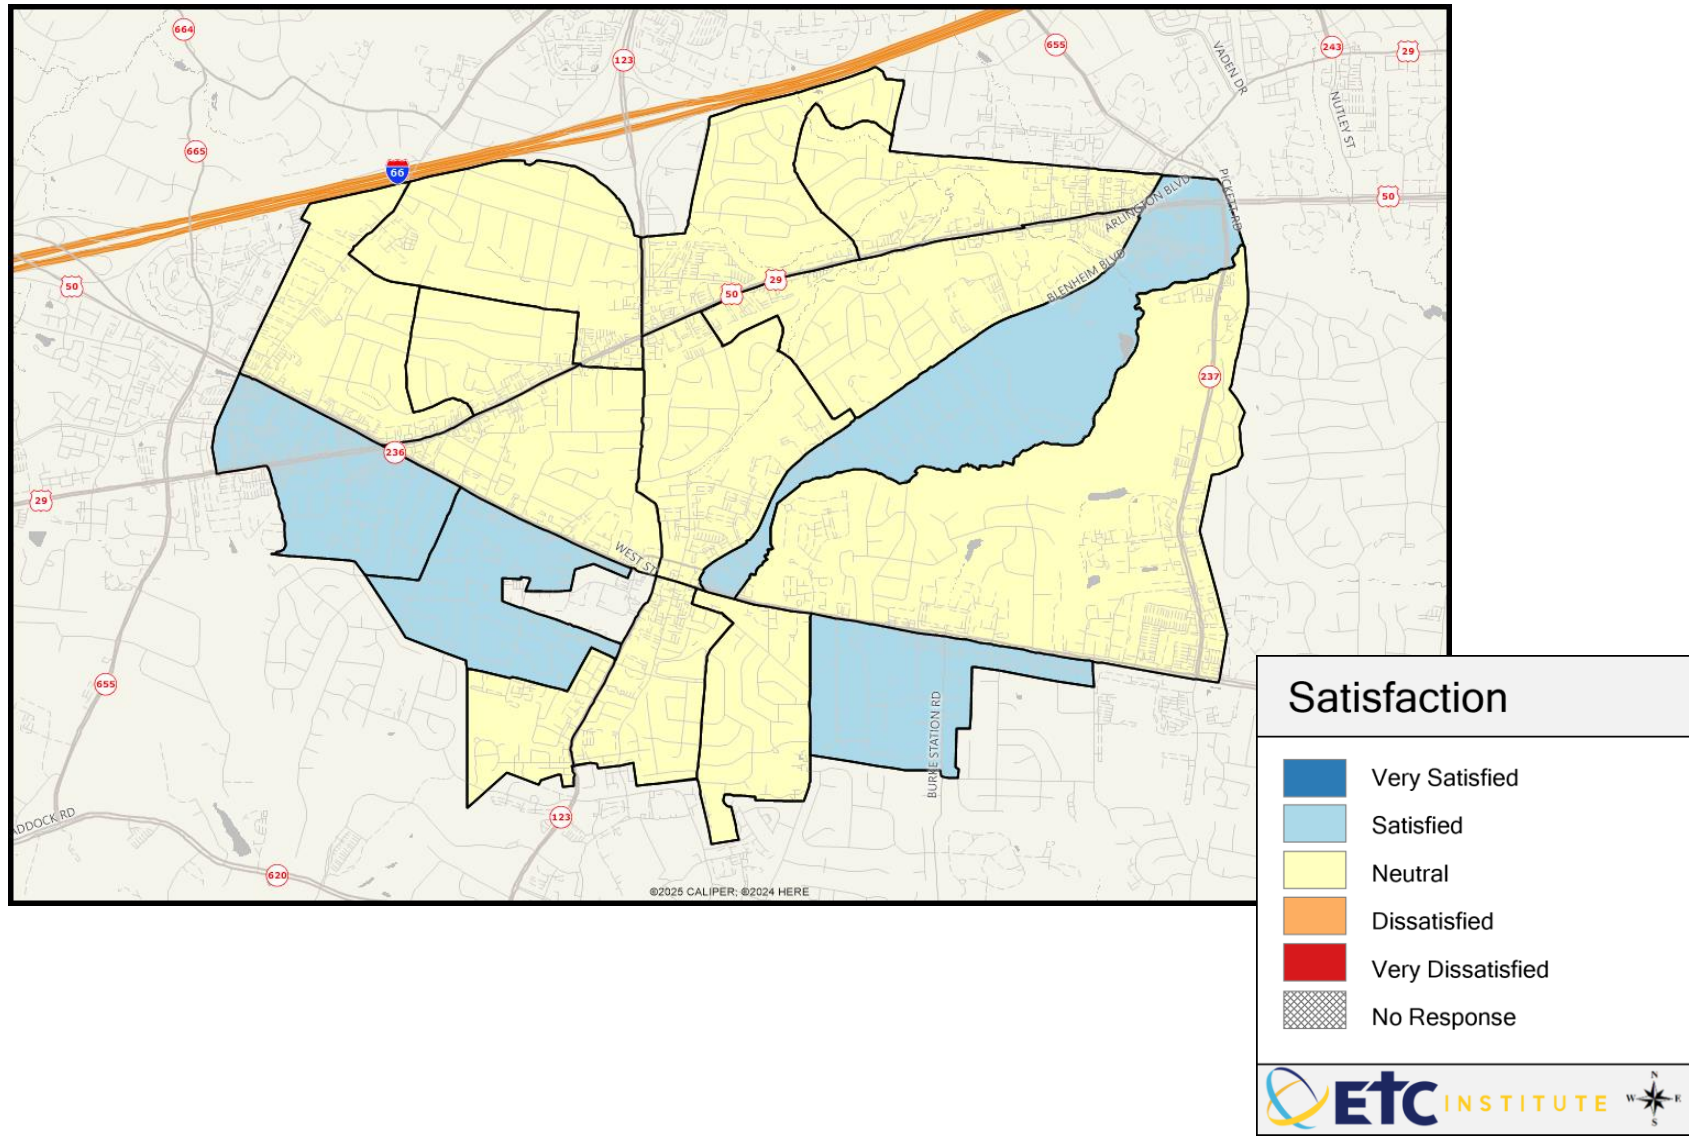 664
123
655
243
29
VADEN DR
NUTLEY ST
665
66
PICKETT RD
50
ARLINGTON BLVD
50
29
50
BLENHEIM BLVD
237
236
29
WEST ST
655
BURKE STATION RD
123
ADDOCK RD
620
©2025 CALIPER; ©2024 HERE
Satisfaction
Very Satisfied
Satisfied
Neutral
Dissatisfied
Very Dissatisfied
No Response
ETC INSTITUTE
N
W E
S